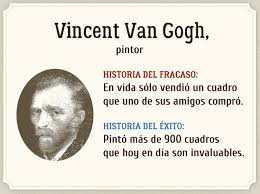 Vincent Van Gogh,
pintor
HISTORIA DEL FRACASO:
En vida sólo vendió un cuadro
que uno de sus amigos compró.
HISTORIA DEL ÉXITO:
Pintó más de 900 cuadros
que hoy en día son invaluables.